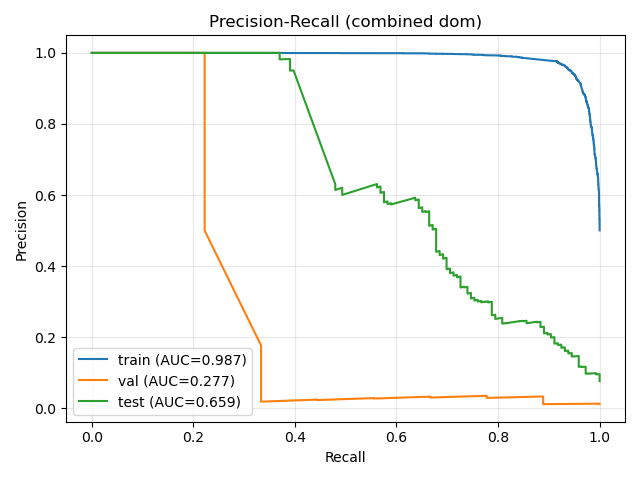 Precision-Recall (combined dom)
Precision
1.0
0.8
0.6
0.4
0.2
0.0
train (AUC=0.987)
val (AUC=0.277)
test (AUC=0.659)
0.0 0.2 0.4 0.6 0.8 1.0
Recall